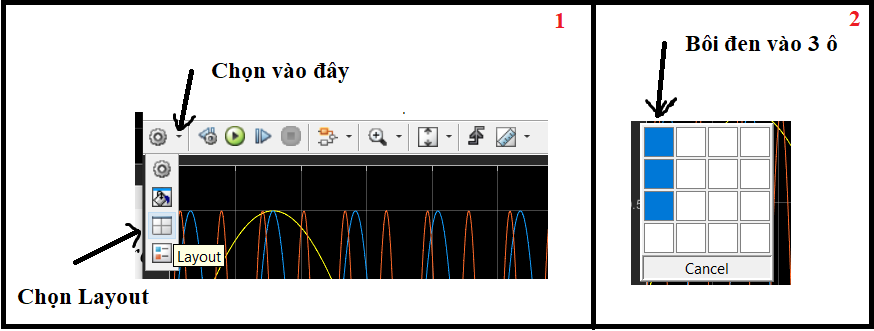 1
Chọn vào đây
Layout
Chọn Layout
2
Bôi đen vào 3 ô
Cancel